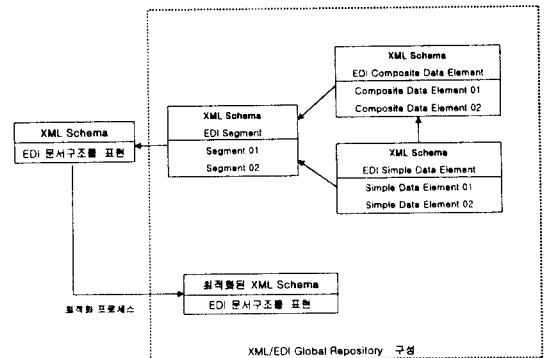 XML Schema
EDI Composite Data Element
Composite Data Element 01
Composite Data Element 02
XML Schema
EDI Segment
Segment 01
Segment 02
XML Schema
EDI 문서구조를 표현
XML Schema
EDI Simple Data Element
Simple Data Element 01
Simple Data Element 02
최적화된 XML Schema
EDI 문서구조를 표현
최적화 프로세스
XML/EDI Global Repository 구성